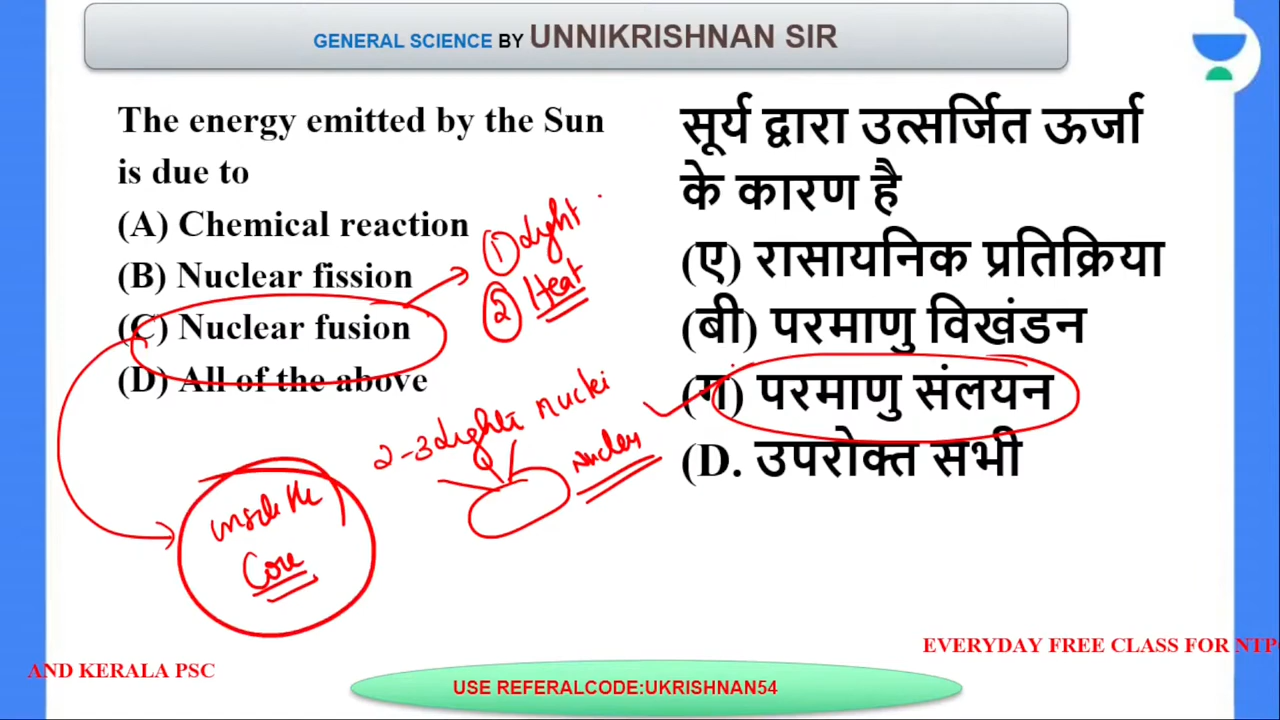 GENERAL SCIENCE BY UNNIKRISHNAN SIR
The energy emitted by the Sun
is due to
(A) Chemical reaction
(B) Nuclear fission
(C) Nuclear fusion
(D) All of the above
① Light
② Heat
2-3 lighter nuclei
nucleus
inside the
Core
सूर्य द्वारा उत्सर्जित ऊर्जा
के कारण है
(ए) रासायनिक प्रतिक्रिया
(बी) परमाणु विखंडन
(ग) परमाणु संलयन
(D. उपरोक्त सभी
EVERYDAY FREE CLASS FOR NTP
AND KERALA PSC
USE REFERALCODE:UKRISHNAN54